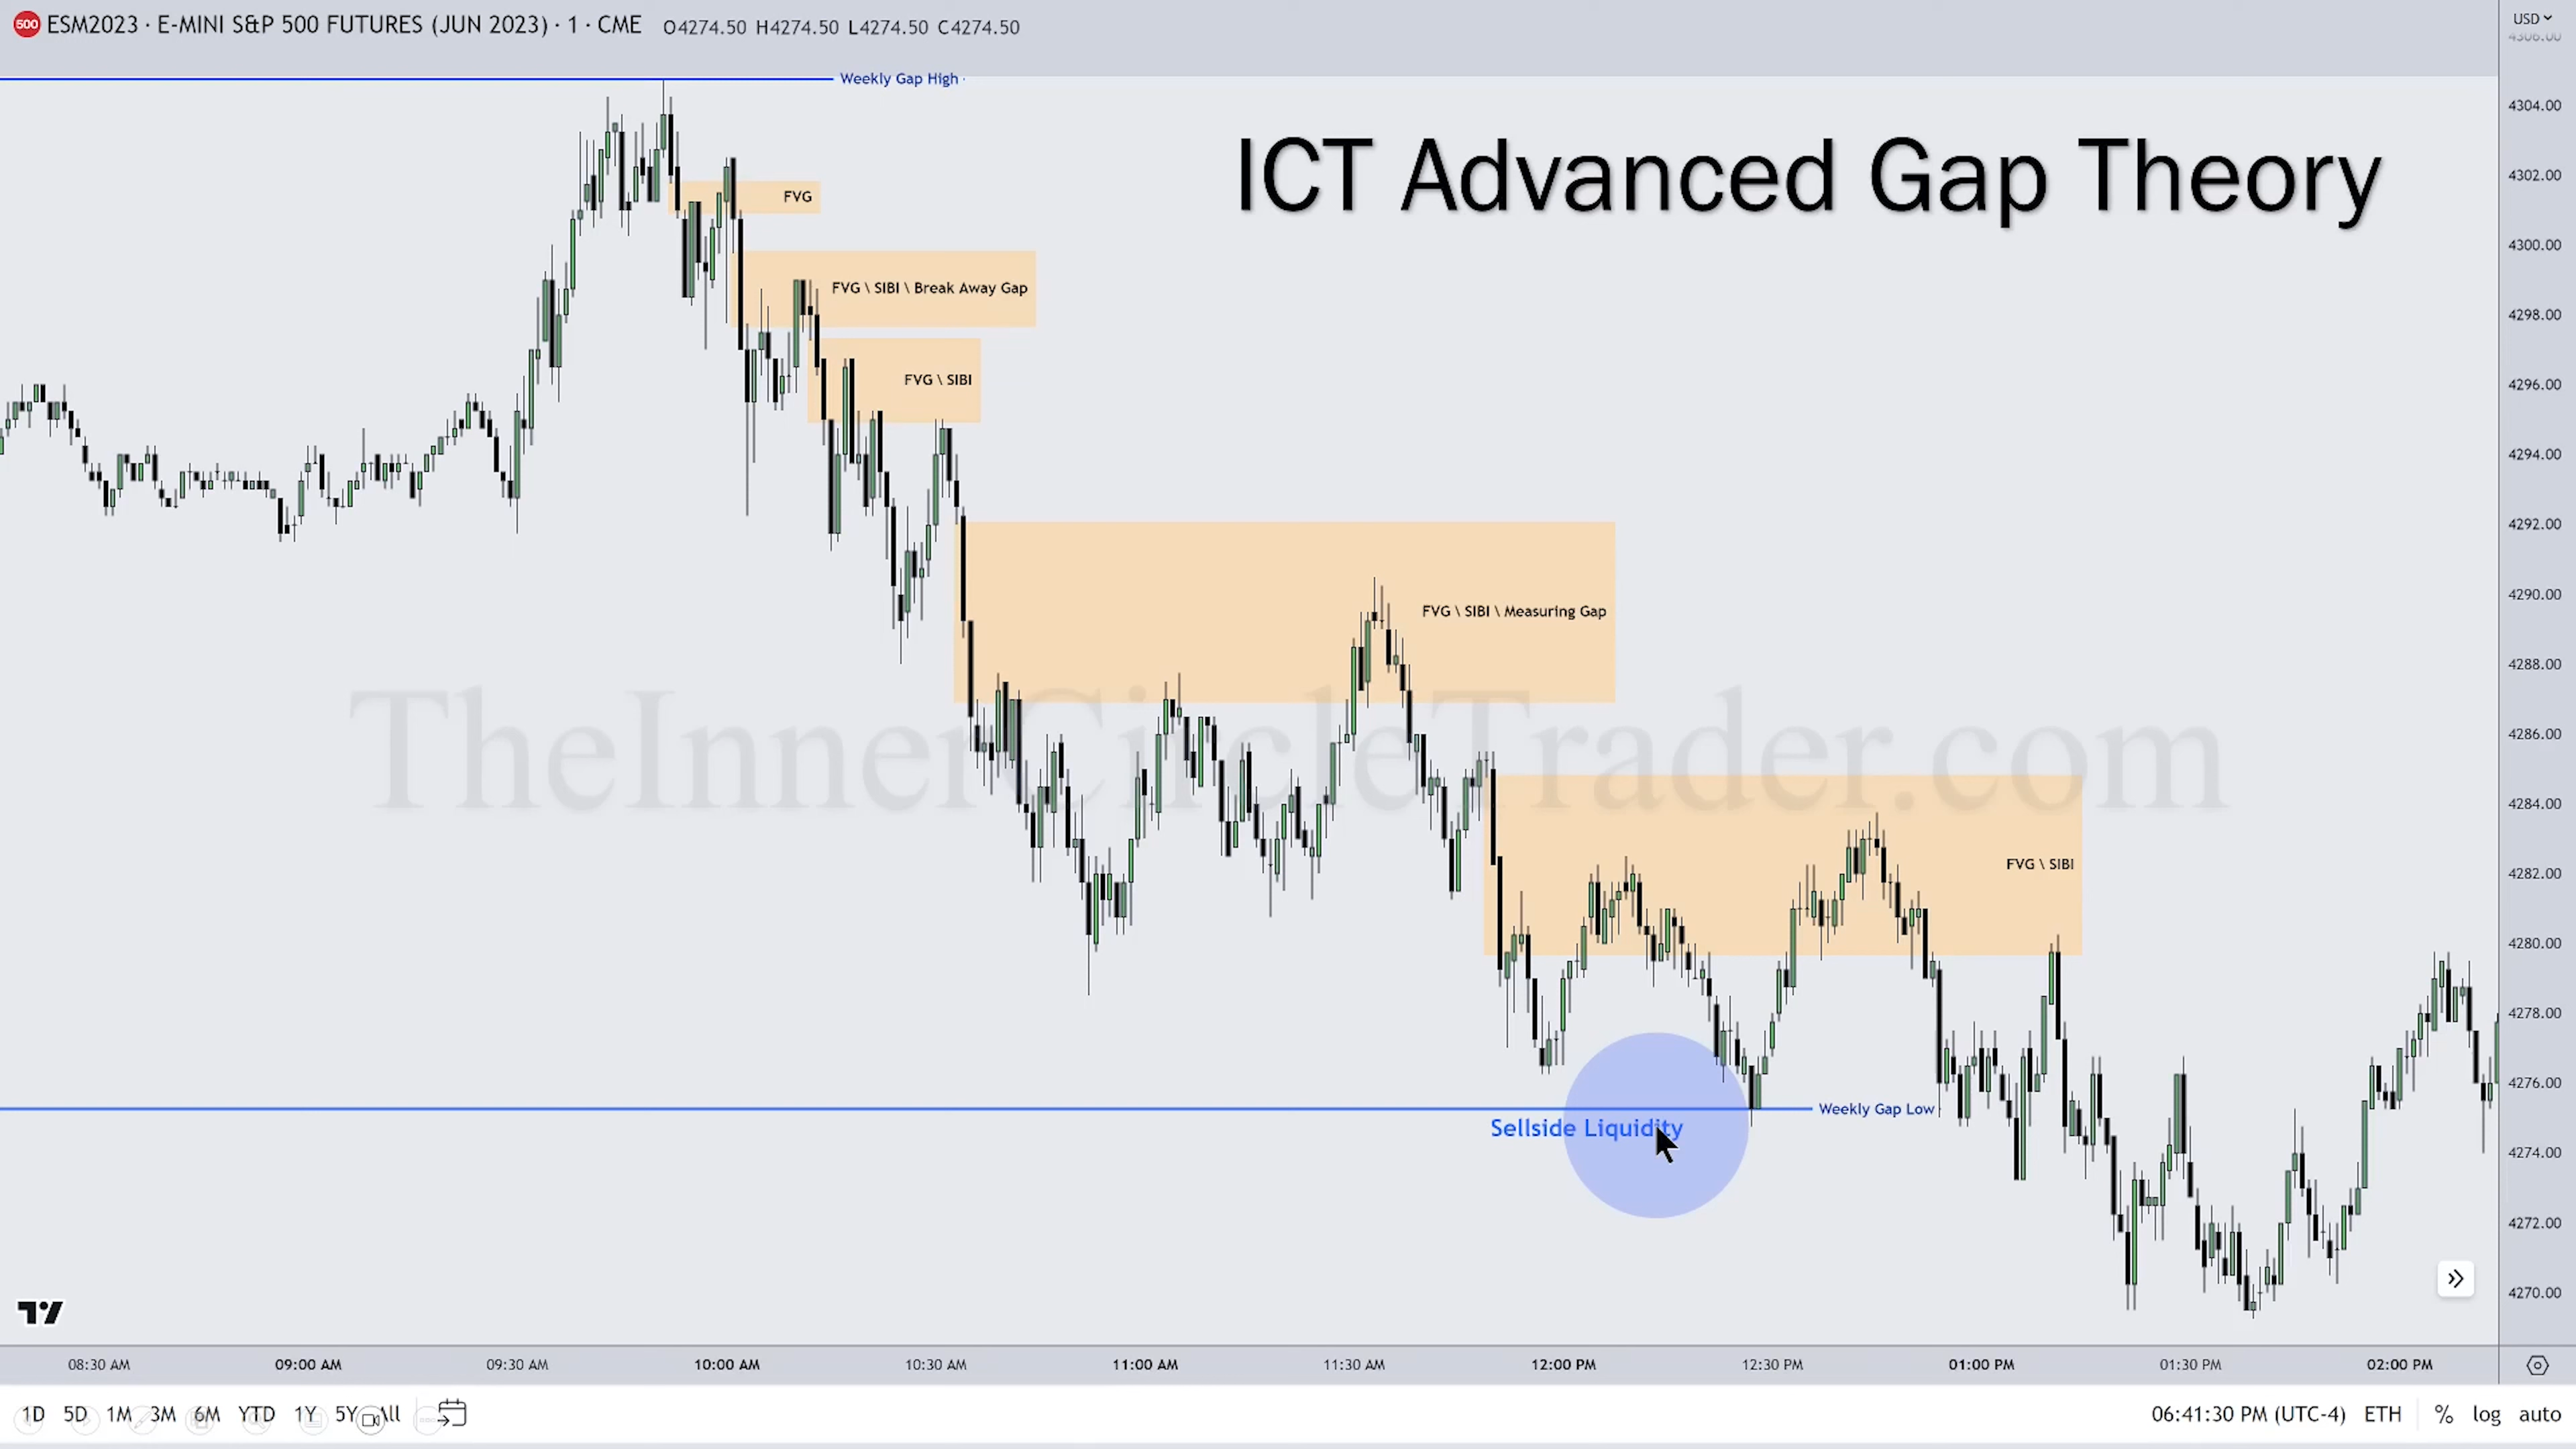 500 ESM2023 · E-MINI S&P 500 FUTURES (JUN 2023) · 1 · CME O4274.50 H4274.50 L4274.50 C4274.50
USD
4306.00
Weekly Gap High
4304.00
ICT Advanced Gap Theory
4302.00
FVG
4300.00
FVG \ SIBI \ Break Away Gap
4298.00
FVG \ SIBI
4296.00
4294.00
4292.00
4290.00
FVG \ SIBI \ Measuring Gap
4288.00
TheInnerCircleTrader.com
4286.00
4284.00
FVG \ SIBI
4282.00
4280.00
4278.00
4276.00
Weekly Gap Low
Sellside Liquidity
4274.00
4272.00
4270.00
08:30 AM 09:00 AM 09:30 AM 10:00 AM 10:30 AM 11:00 AM 11:30 AM 12:00 PM 12:30 PM 01:00 PM 01:30 PM 02:00 PM
1D 5D 1M 3M 6M YTD 1Y 5Y All 06:41:30 PM (UTC-4) ETH % log auto